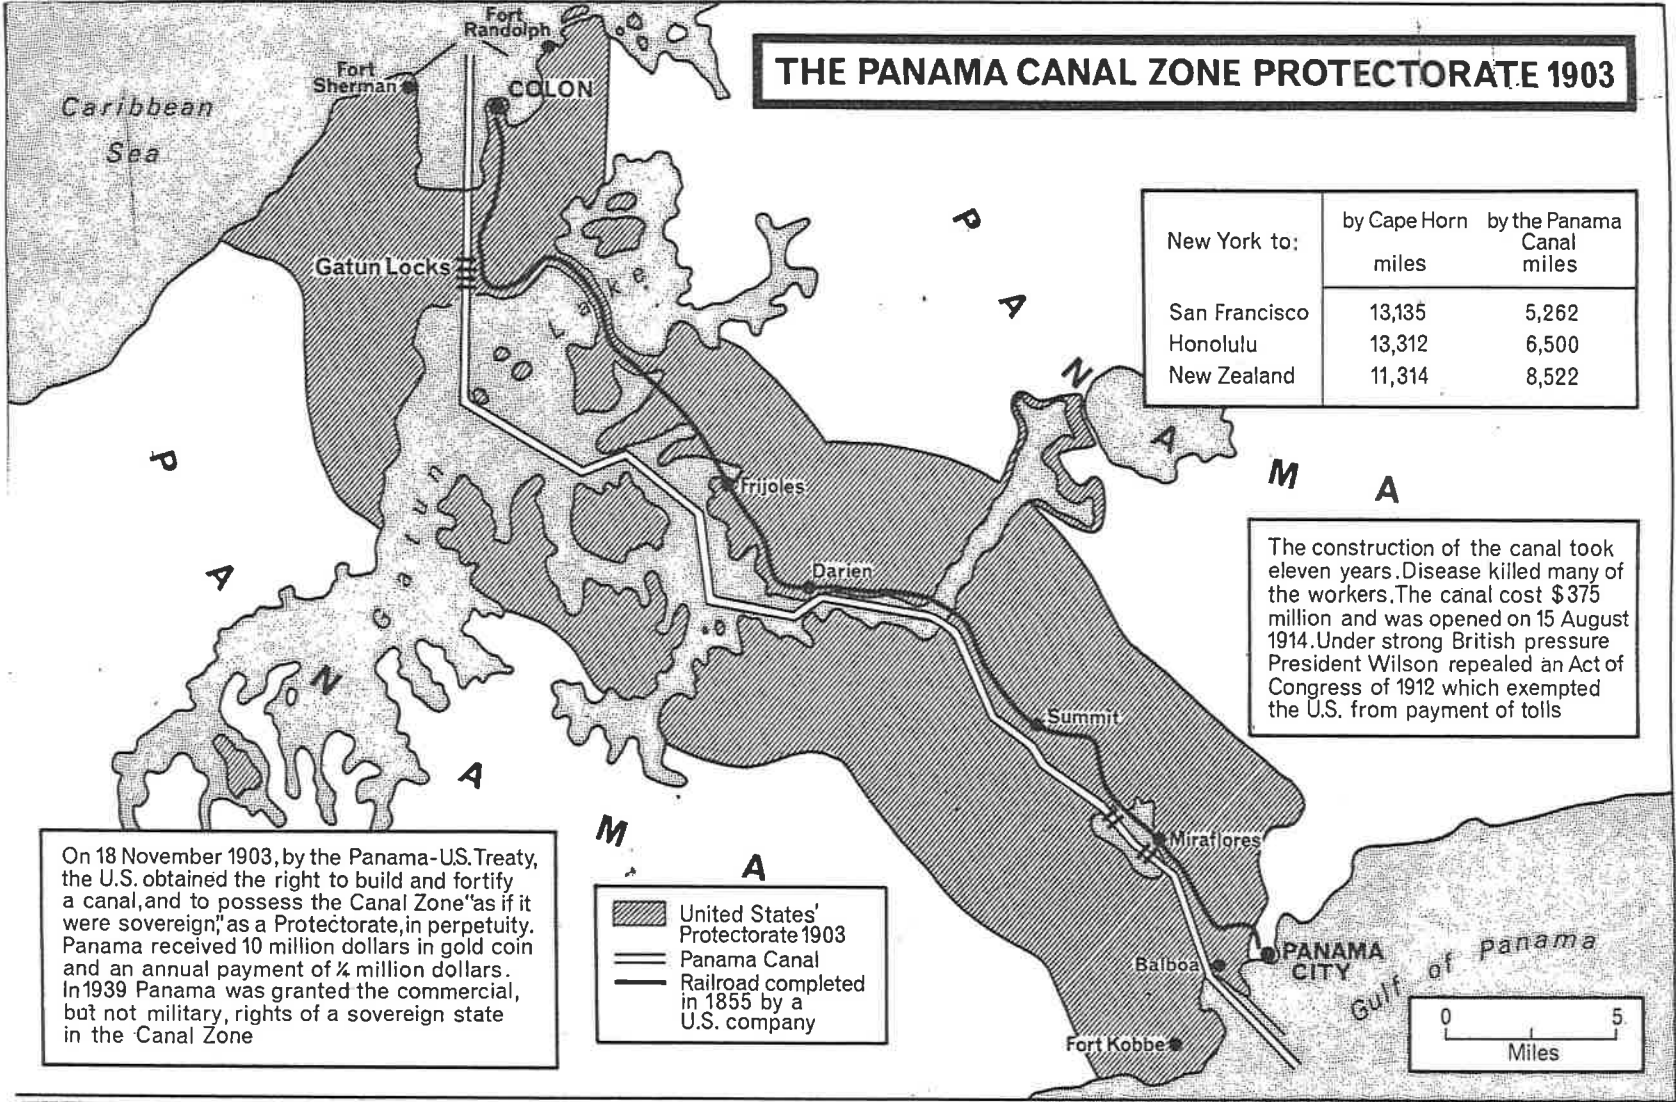 THE PANAMA CANAL ZONE PROTECTORATE 1903
Fort
Randolph
Fort
Sherman
COLON
Caribbean
Sea
Gatun Locks
Gatun Lake
PANAMA
PANAMA
New York to:
by Cape Horn
miles
by the Panama
Canal
miles
San Francisco 13,135 5,262
Honolulu 13,312 6,500
New Zealand 11,314 8,522
Frijoles
Darien
Summit
Miraflores
The construction of the canal took
eleven years. Disease killed many of
the workers. The canal cost $375
million and was opened on 15 August
1914. Under strong British pressure
President Wilson repealed an Act of
Congress of 1912 which exempted
the U.S. from payment of tolls
On 18 November 1903, by the Panama-U.S. Treaty,
the U.S. obtained the right to build and fortify
a canal, and to possess the Canal Zone "as if it
were sovereign," as a Protectorate, in perpetuity.
Panama received 10 million dollars in gold coin
and an annual payment of ¼ million dollars.
In 1939 Panama was granted the commercial,
but not military, rights of a sovereign state
in the Canal Zone
United States'
Protectorate 1903
Panama Canal
Railroad completed
in 1855 by a
U.S. company
Balboa
PANAMA
CITY
Fort Kobbe
Gulf of Panama
0 5
Miles